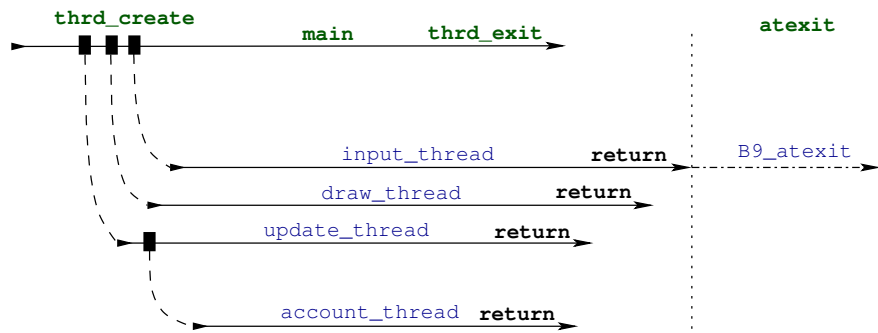 thrd_create
atexit
main thrd_exit
input_thread return B9_atexit
draw_thread return
update_thread return
account_thread return